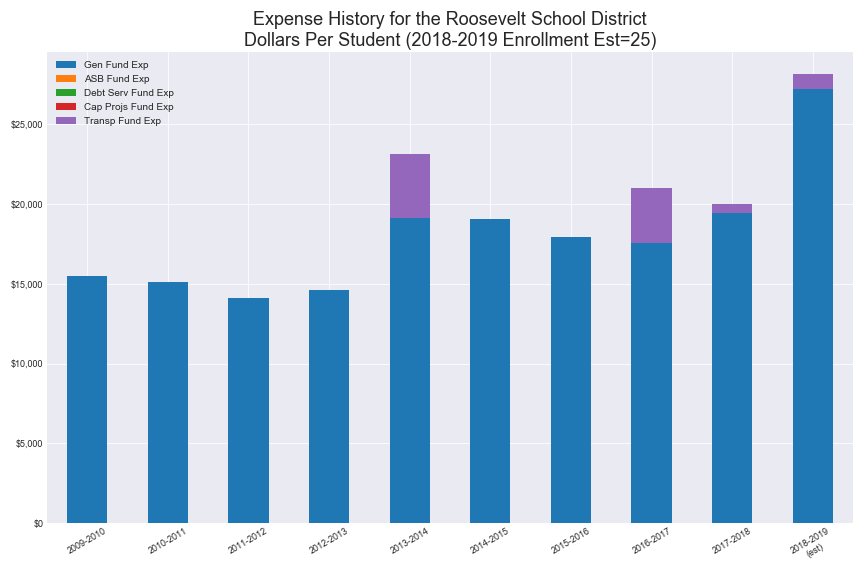 Expense History for the Roosevelt School District
Dollars Per Student (2018-2019 Enrollment Est=25)
Gen Fund Exp
ASB Fund Exp
Debt Serv Fund Exp
Cap Projs Fund Exp
Transp Fund Exp
$25,000
$20,000
$15,000
$10,000
$5,000
$0
2009-2010
2010-2011
2011-2012
2012-2013
2013-2014
2014-2015
2015-2016
2016-2017
2017-2018
2018-2019
(est)